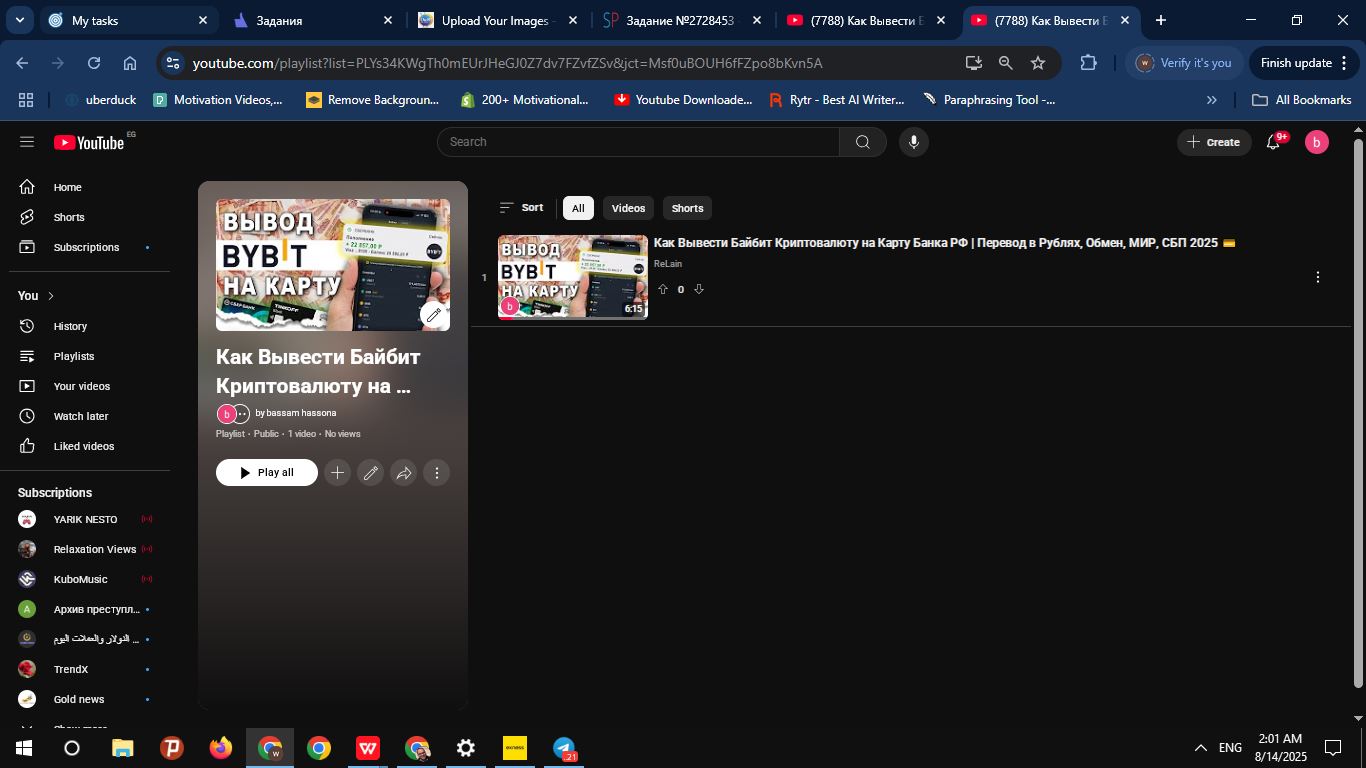 My tasks
Задания
Upload Your Images -
Задание №2728453
(7788) Как Вывести Б
(7788) Как Вывести Б
youtube.com/playlist?list=PLYs34KWgTh0mEUrJHeGJ0Z7dv7FZvfZSv&jct=Msf0uBOUH6fFZpo8bKvn5A
Verify it's you
Finish update
uberduck
Motivation Videos,...
Remove Backgroun...
200+ Motivational...
Youtube Downloade...
Rytr - Best AI Writer...
Paraphrasing Tool -...
All Bookmarks
YouTube EG
Search
Create
9+
b
Home
Shorts
Subscriptions
You
History
Playlists
Your videos
Watch later
Liked videos
Subscriptions
YARIK NESTO
Relaxation Views
KuboMusic
А Архив преступл...
... الدولار والعملات اليوم
TrendX
Gold news
ВЫВОД
BYBIT
НА КАРТУ
Как Вывести Байбит
Криптовалюту на ...
b by bassam hassona
Playlist • Public • 1 video • No views
Play all
Sort
All
Videos
Shorts
1
ВЫВОД
BYBIT
НА КАРТУ
b
6:15
Как Вывести Байбит Криптовалюту на Карту Банка РФ | Перевод в Рублях, Обмен, МИР, СБП 2025 💳
ReLain
0
exness
21
ENG
2:01 AM
8/14/2025